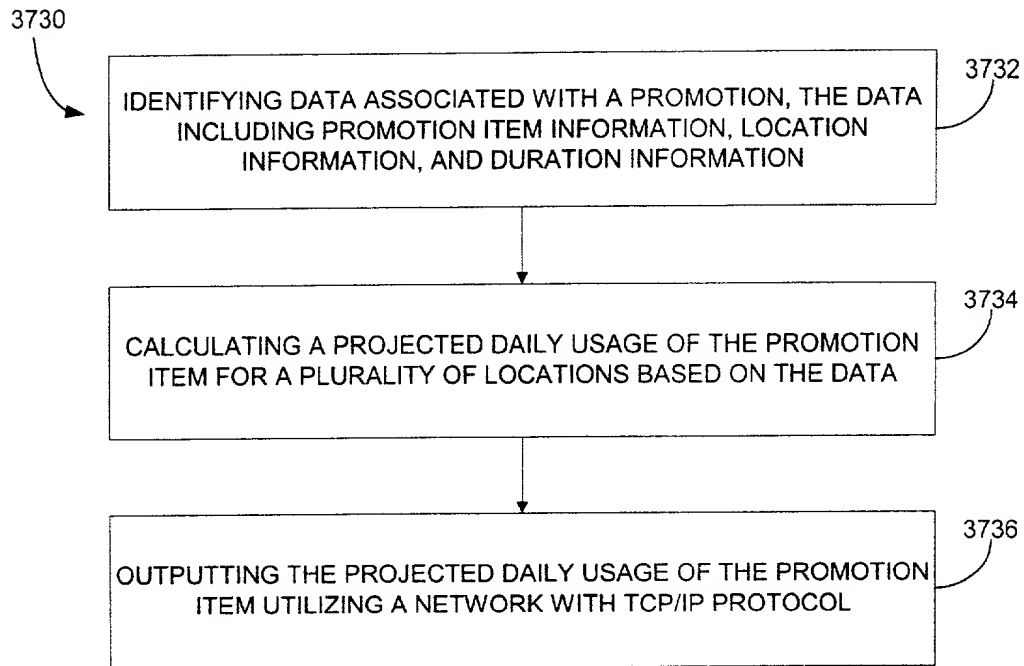 3730
3732
IDENTIFYING DATA ASSOCIATED WITH A PROMOTION, THE DATA
INCLUDING PROMOTION ITEM INFORMATION, LOCATION
INFORMATION, AND DURATION INFORMATION
3734
CALCULATING A PROJECTED DAILY USAGE OF THE PROMOTION
ITEM FOR A PLURALITY OF LOCATIONS BASED ON THE DATA
3736
OUTPUTTING THE PROJECTED DAILY USAGE OF THE PROMOTION
ITEM UTILIZING A NETWORK WITH TCP/IP PROTOCOL